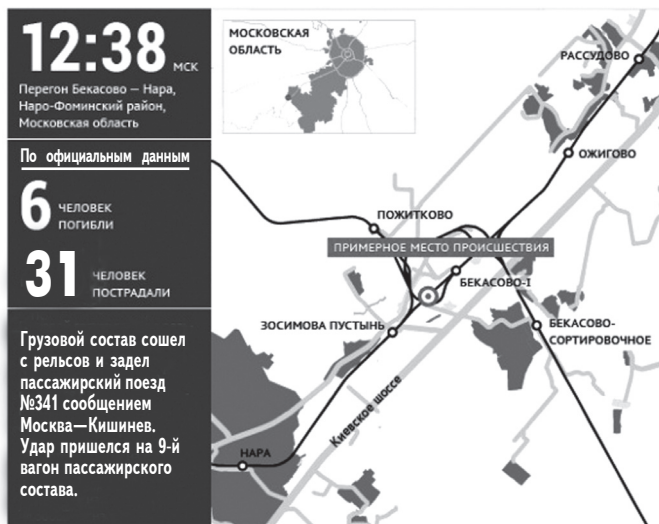 12:38 МСК
Перегон Бекасово — Нара,
Наро-Фоминский район,
Московская область
По официальным данным
6 ЧЕЛОВЕК
ПОГИБЛИ
31 ЧЕЛОВЕК
ПОСТРАДАЛИ
Грузовой состав сошел
с рельсов и задел
пассажирский поезд
№341 сообщением
Москва—Кишинев.
Удар пришелся на 9-й
вагон пассажирского
состава.
МОСКОВСКАЯ
ОБЛАСТЬ
РАССУДОВО
ОЖИГОВО
ПОЖИТКОВО
ПРИМЕРНОЕ МЕСТО ПРОИСШЕСТВИЯ
БЕКАСОВО-I
ЗОСИМОВА ПУСТЫНЬ
БЕКАСОВО-
СОРТИРОВОЧНОЕ
Киевское шоссе
НАРА